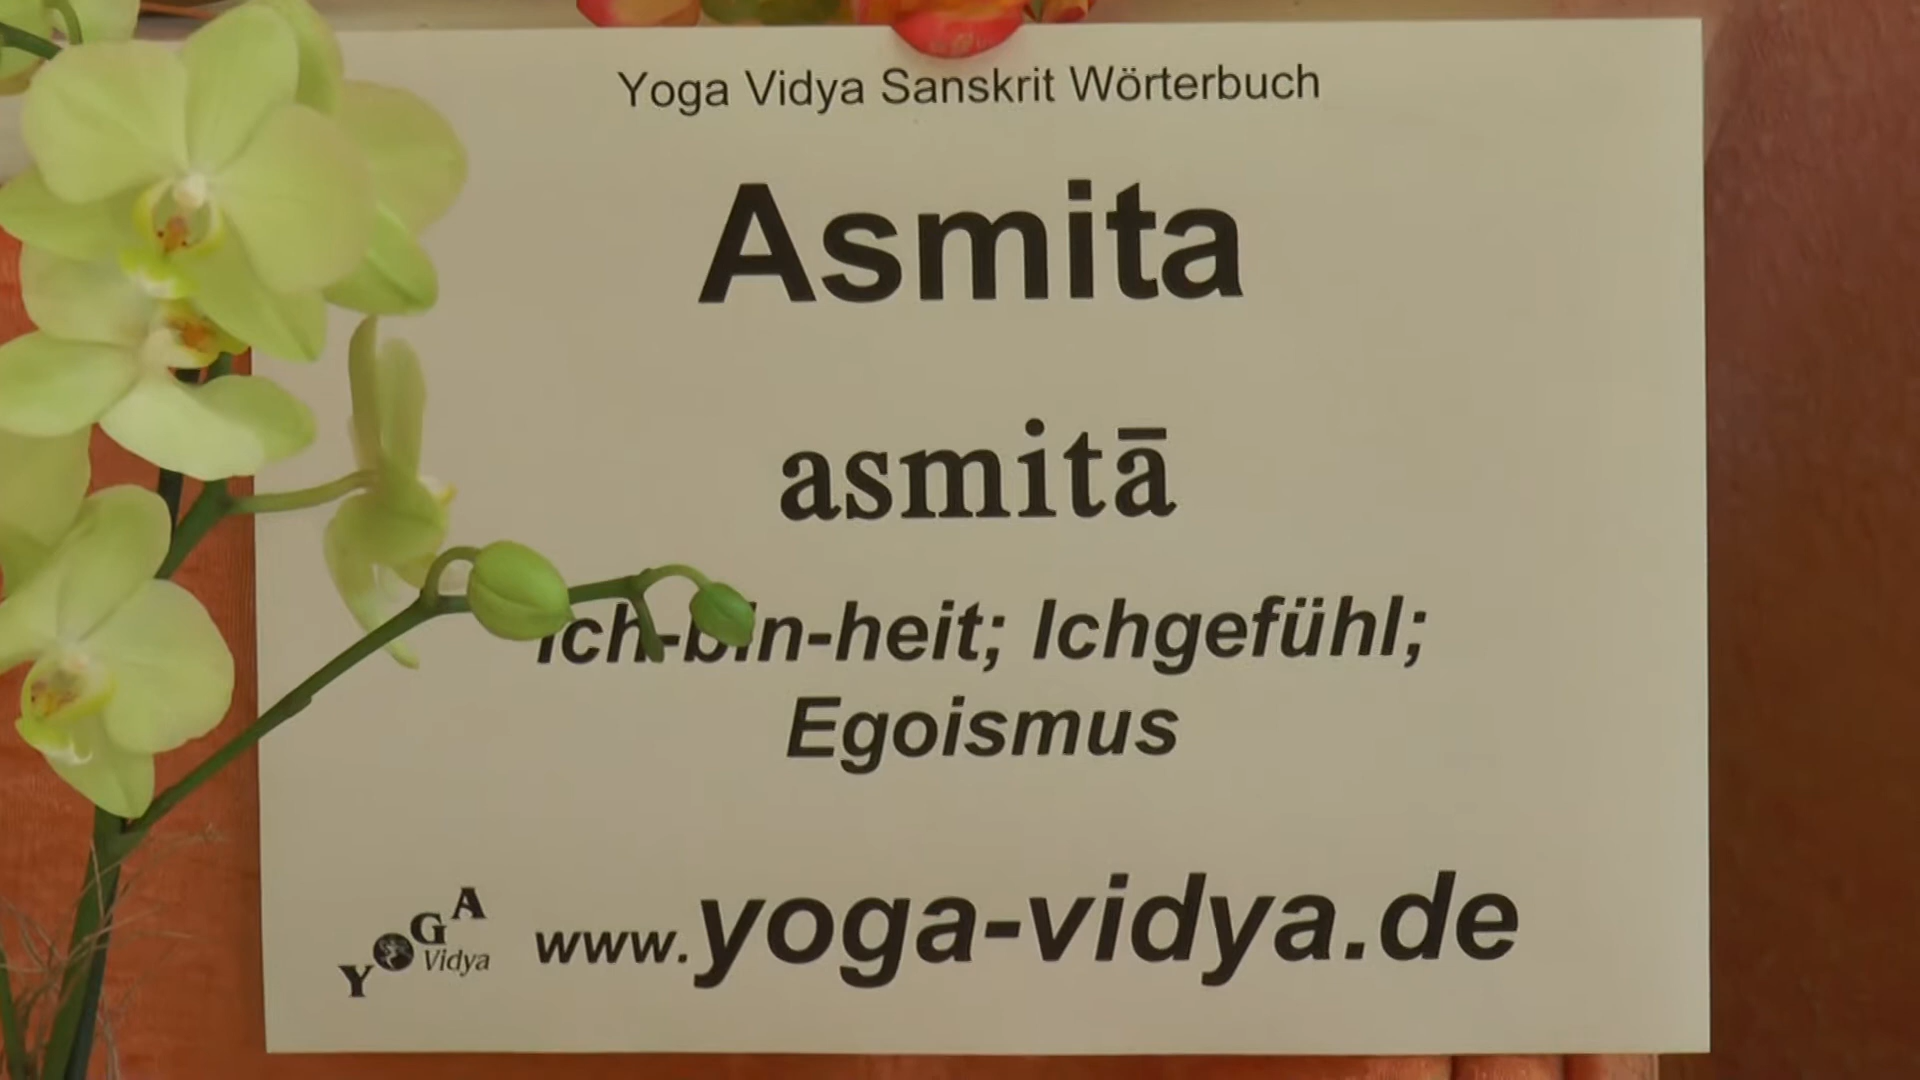 Yoga Vidya Sanskrit Wörterbuch
Asmita
asmitā
Ich-bin-heit; Ichgefühl;
Egoismus
YOGA
Vidya
www.yoga-vidya.de